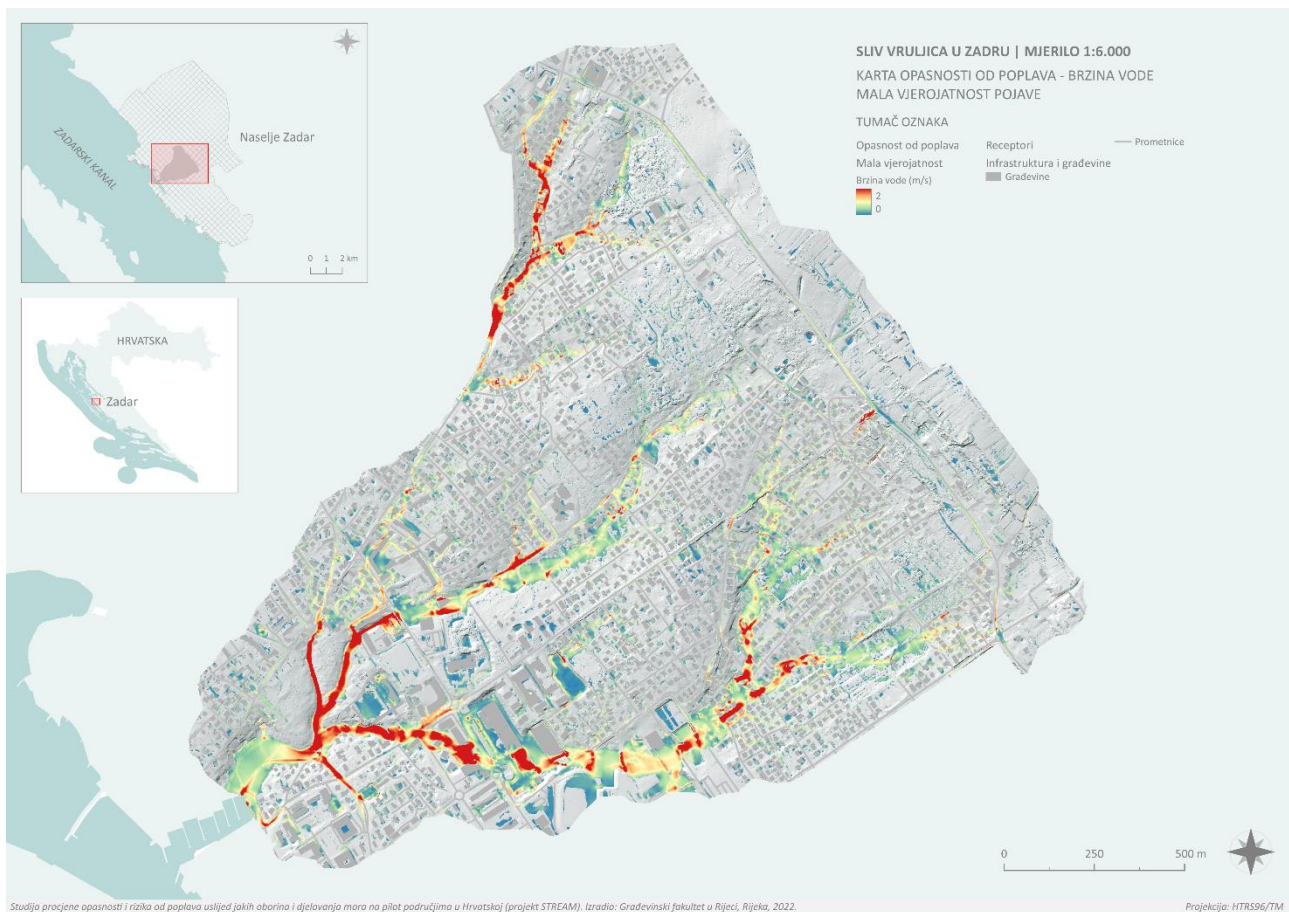 SLIV VRULJICA U ZADRU | MJERILO 1:6.000
KARTA OPASNOSTI OD POPLAVA - BRZINA VODE
MALA VJEROJATNOST POJAVE
TUMAČ OZNAKA
Opasnost od poplava
Mala vjerojatnost
Brzina vode (m/s)
2
0
Receptori
Infrastruktura i građevine
Građevine
Prometnice
ZADARSKI KANAL
Naselje Zadar
0 1 2 km
HRVATSKA
Zadar
0 250 500 m
Studija procjene opasnosti i rizika od poplava uslijed jakih oborina i djelovanja mora na pilot područjima u Hrvatskoj (projekt STREAM). Izradio: Građevinski fakultet u Rijeci, Rijeka, 2022.
Projekcija: HTRS96/TM